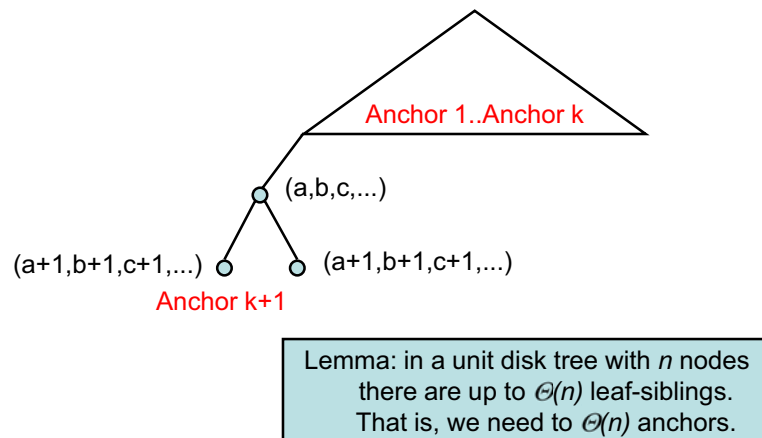 Anchor 1..Anchor k
(a,b,c,...)
(a+1,b+1,c+1,...) (a+1,b+1,c+1,...)
Anchor k+1
Lemma: in a unit disk tree with n nodes
there are up to Θ(n) leaf-siblings.
That is, we need to Θ(n) anchors.